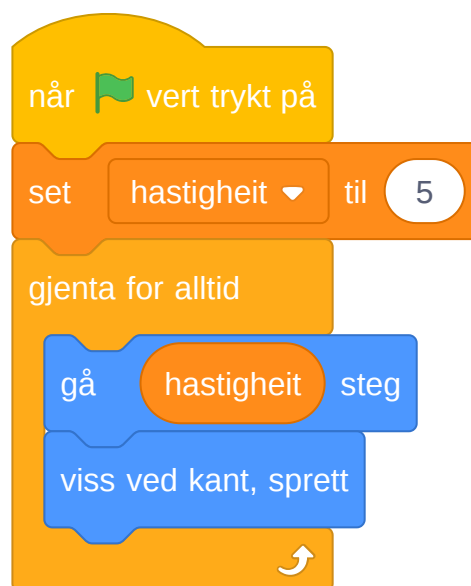 når vert trykt på
set hastigheit til 5
gjenta for alltid
gå hastigheit steg
viss ved kant, sprett